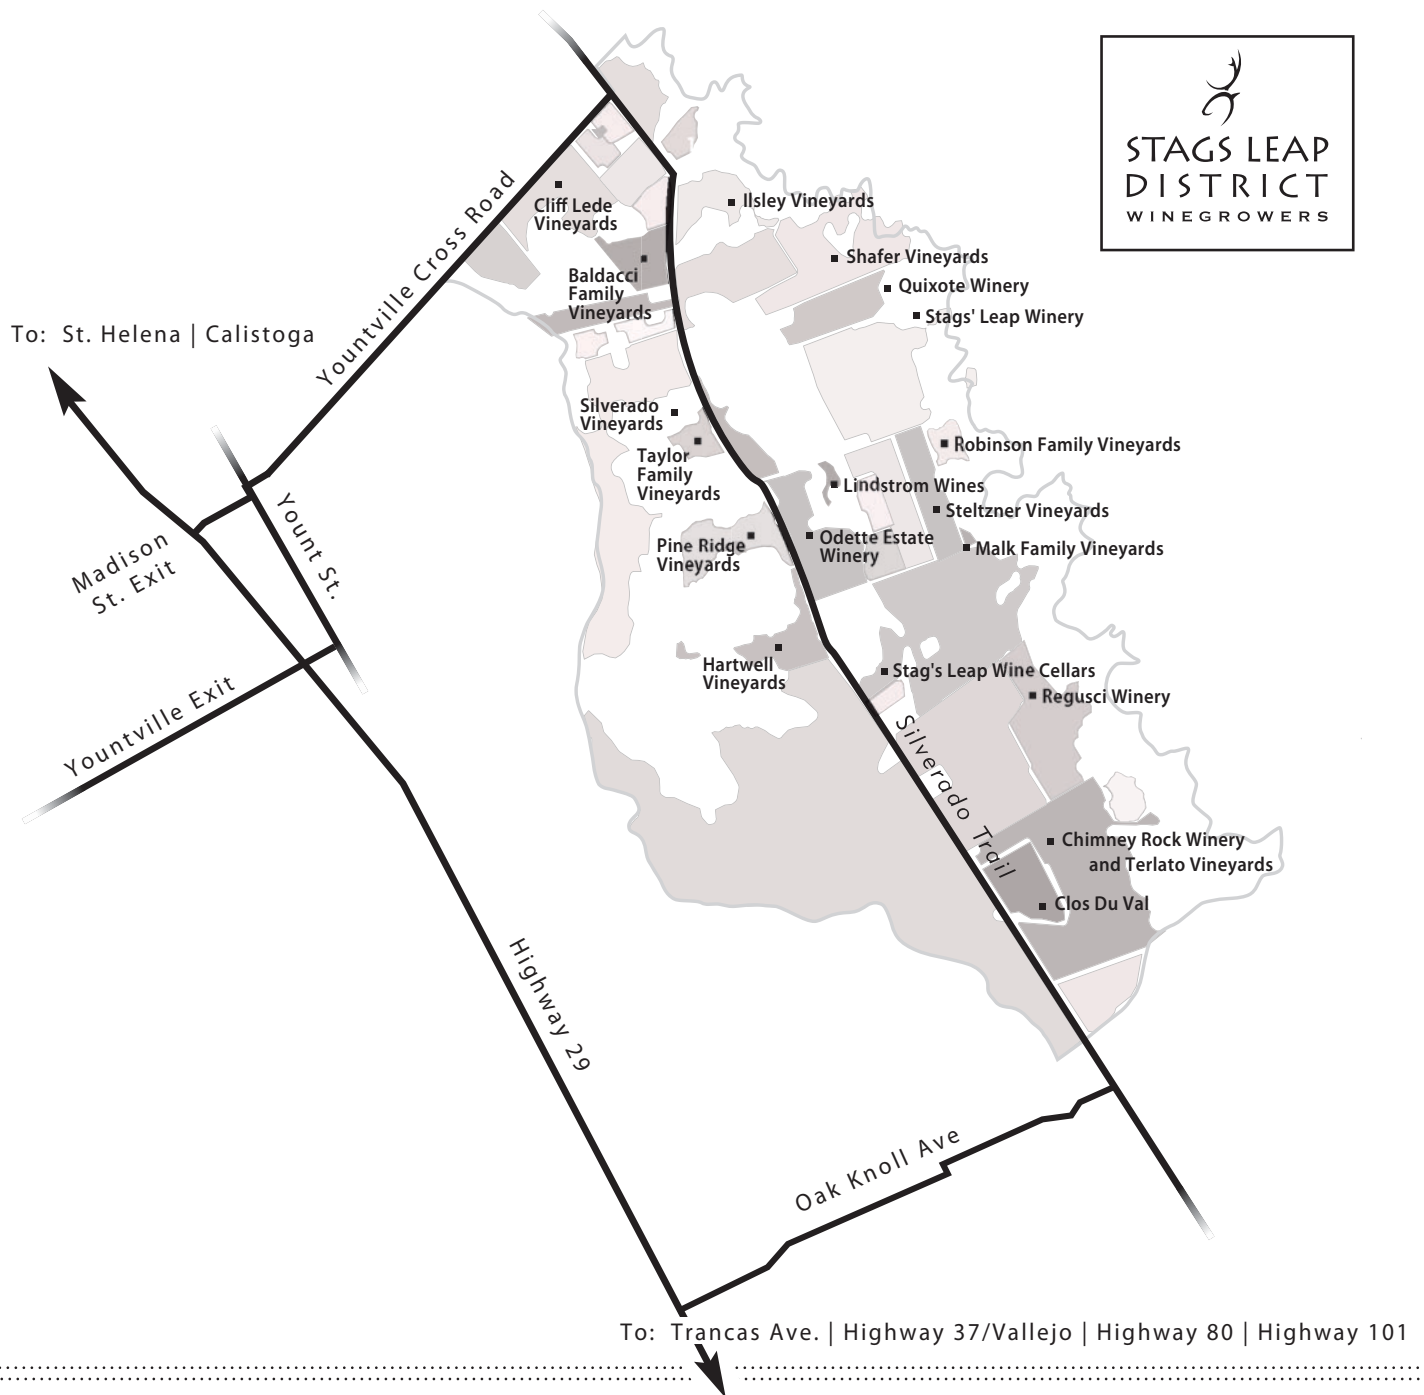 STAGS LEAP
DISTRICT
WINEGROWERS
Yountville Cross Road
Cliff Lede
Vineyards
Ilsley Vineyards
Baldacci
Family
Vineyards
Shafer Vineyards
Quixote Winery
Stags' Leap Winery
To: St. Helena | Calistoga
Silverado
Vineyards
Taylor
Family
Vineyards
Robinson Family Vineyards
Lindstrom Wines
Steltzner Vineyards
Yount St.
Madison
St. Exit
Pine Ridge
Vineyards
Odette Estate
Winery
Malk Family Vineyards
Hartwell
Vineyards
Stag's Leap Wine Cellars
Regusci Winery
Yountville Exit
Silverado Trail
Chimney Rock Winery
and Terlato Vineyards
Clos Du Val
Highway 29
Oak Knoll Ave
To: Trancas Ave. | Highway 37/Vallejo | Highway 80 | Highway 101